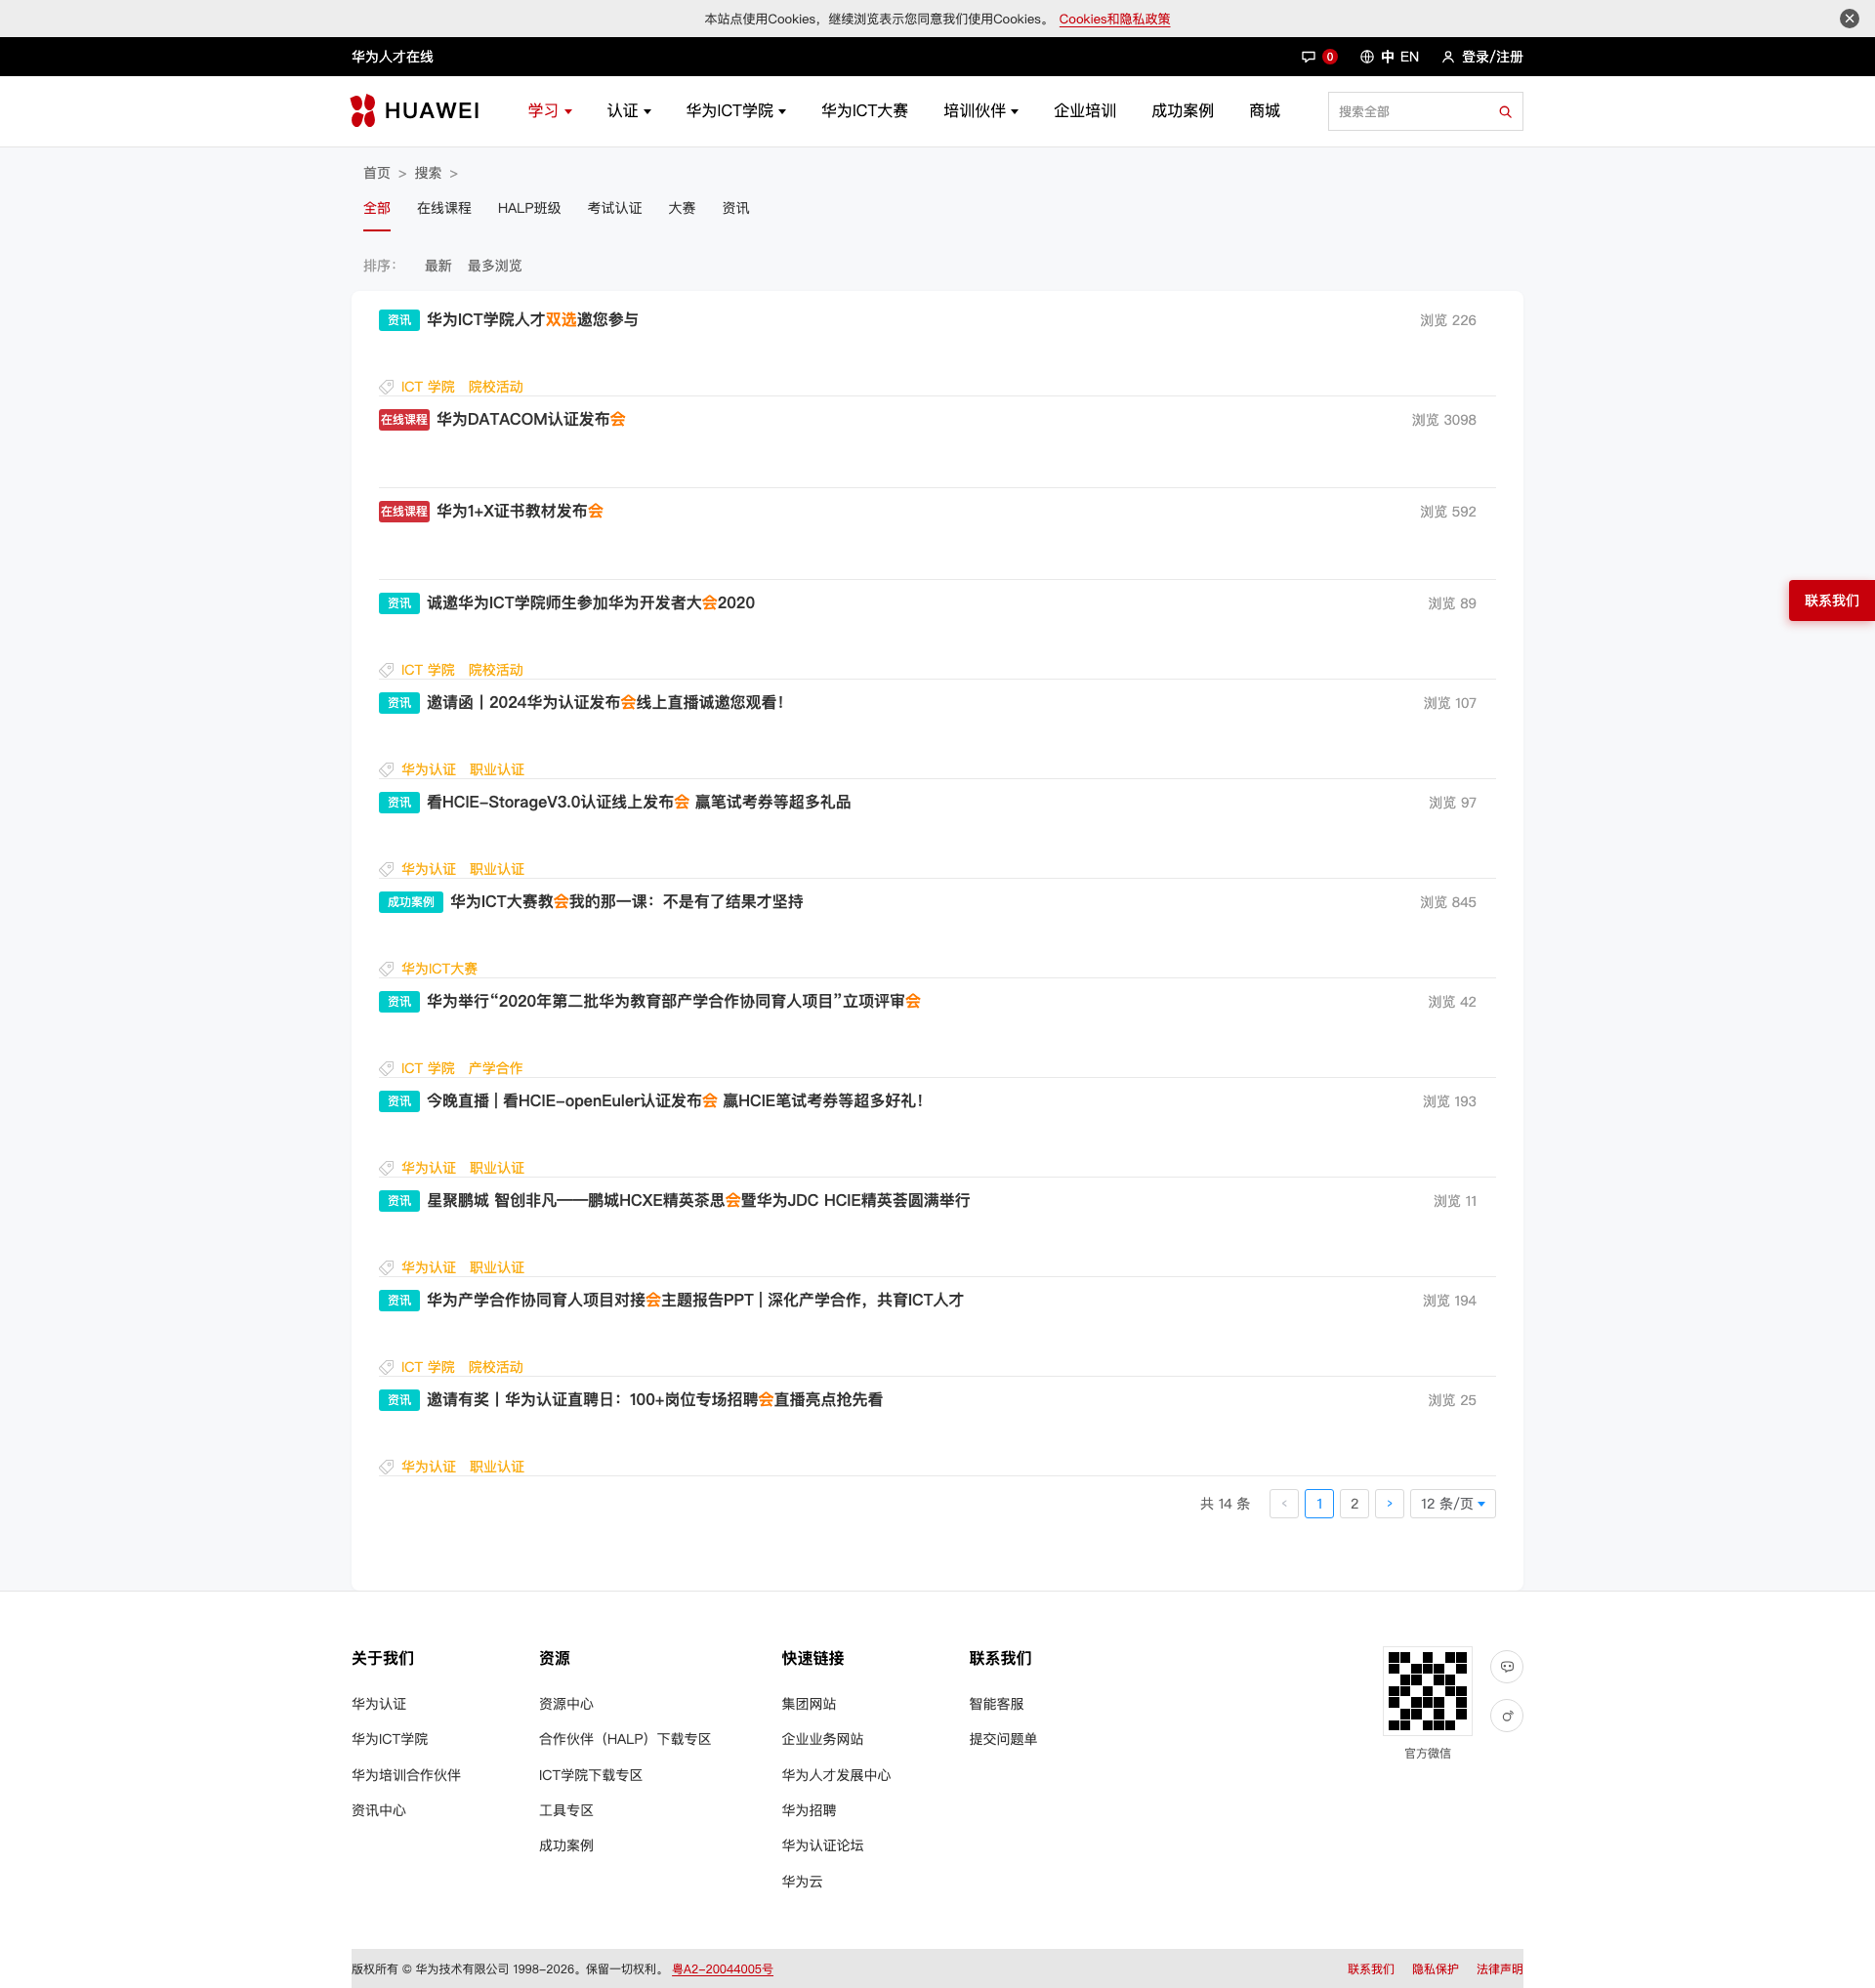 本站点使用Cookies，继续浏览表示您同意我们使用Cookies。 Cookies和隐私政策
华为人才在线
0 中 EN 登录/注册
HUAWEI 学习 认证 华为ICT学院 华为ICT大赛 培训伙伴 企业培训 成功案例 商城 搜索全部
首页 > 搜索 >
全部 在线课程 HALP班级 考试认证 大赛 资讯
排序： 最新 最多浏览
资讯 华为ICT学院人才双选邀您参与 浏览 226
ICT 学院 院校活动
在线课程 华为DATACOM认证发布会 浏览 3098
在线课程 华为1+X证书教材发布会 浏览 592
资讯 诚邀华为ICT学院师生参加华为开发者大会2020 浏览 89
ICT 学院 院校活动
资讯 邀请函丨2024华为认证发布会线上直播诚邀您观看！ 浏览 107
华为认证 职业认证
资讯 看HCIE-StorageV3.0认证线上发布会 赢笔试考券等超多礼品 浏览 97
华为认证 职业认证
成功案例 华为ICT大赛教会我的那一课：不是有了结果才坚持 浏览 845
华为ICT大赛
资讯 华为举行“2020年第二批华为教育部产学合作协同育人项目”立项评审会 浏览 42
ICT 学院 产学合作
资讯 今晚直播 | 看HCIE-openEuler认证发布会 赢HCIE笔试考券等超多好礼！ 浏览 193
华为认证 职业认证
资讯 星聚鹏城 智创非凡——鹏城HCXE精英茶思会暨华为JDC HCIE精英荟圆满举行 浏览 11
华为认证 职业认证
资讯 华为产学合作协同育人项目对接会主题报告PPT | 深化产学合作，共育ICT人才 浏览 194
ICT 学院 院校活动
资讯 邀请有奖丨华为认证直聘日：100+岗位专场招聘会直播亮点抢先看 浏览 25
华为认证 职业认证
共 14 条 < 1 2 > 12 条/页
联系我们
关于我们
华为认证
华为ICT学院
华为培训合作伙伴
资讯中心
资源
资源中心
合作伙伴（HALP）下载专区
ICT学院下载专区
工具专区
成功案例
快速链接
集团网站
企业业务网站
华为人才发展中心
华为招聘
华为认证论坛
华为云
联系我们
智能客服
提交问题单
官方微信
版权所有 © 华为技术有限公司 1998-2026。保留一切权利。 粤A2-20044005号 联系我们 隐私保护 法律声明